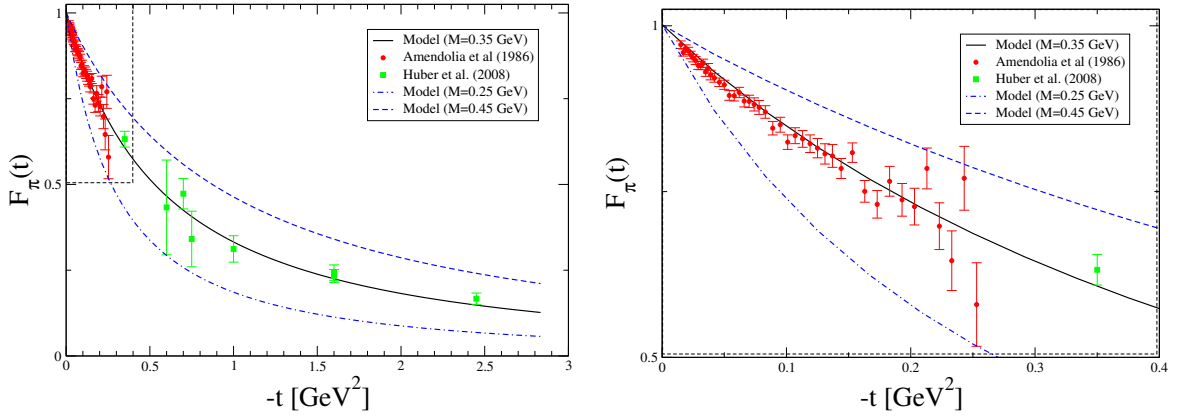 1
0.5
0
0
0.5
1
1.5
2
2.5
3
F_π(t)
-t [GeV²]
Model (M=0.35 GeV)
Amendolia et al (1986)
Huber et al. (2008)
Model (M=0.25 GeV)
Model (M=0.45 GeV)
1
0.5
0
0.1
0.2
0.3
0.4
F_π(t)
-t [GeV²]
Model (M=0.35 GeV)
Amendolia et al (1986)
Huber et al. (2008)
Model (M=0.25 GeV)
Model (M=0.45 GeV)